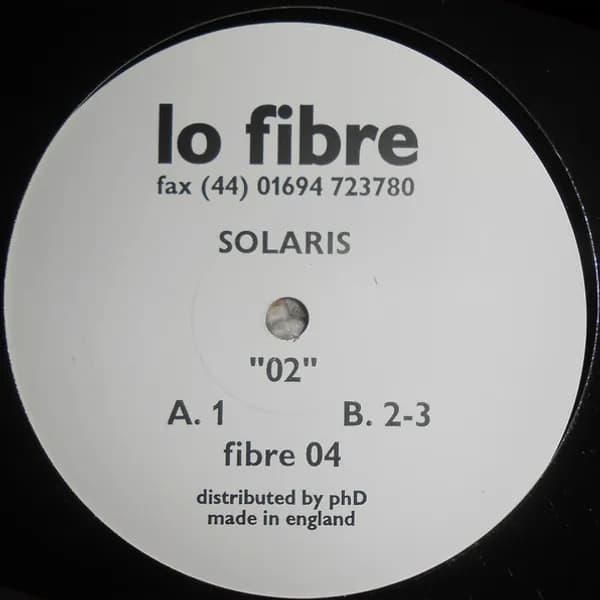 lo fibre
fax (44) 01694 723780
SOLARIS
"02"
A. 1 B. 2-3
fibre 04
distributed by phD
made in england